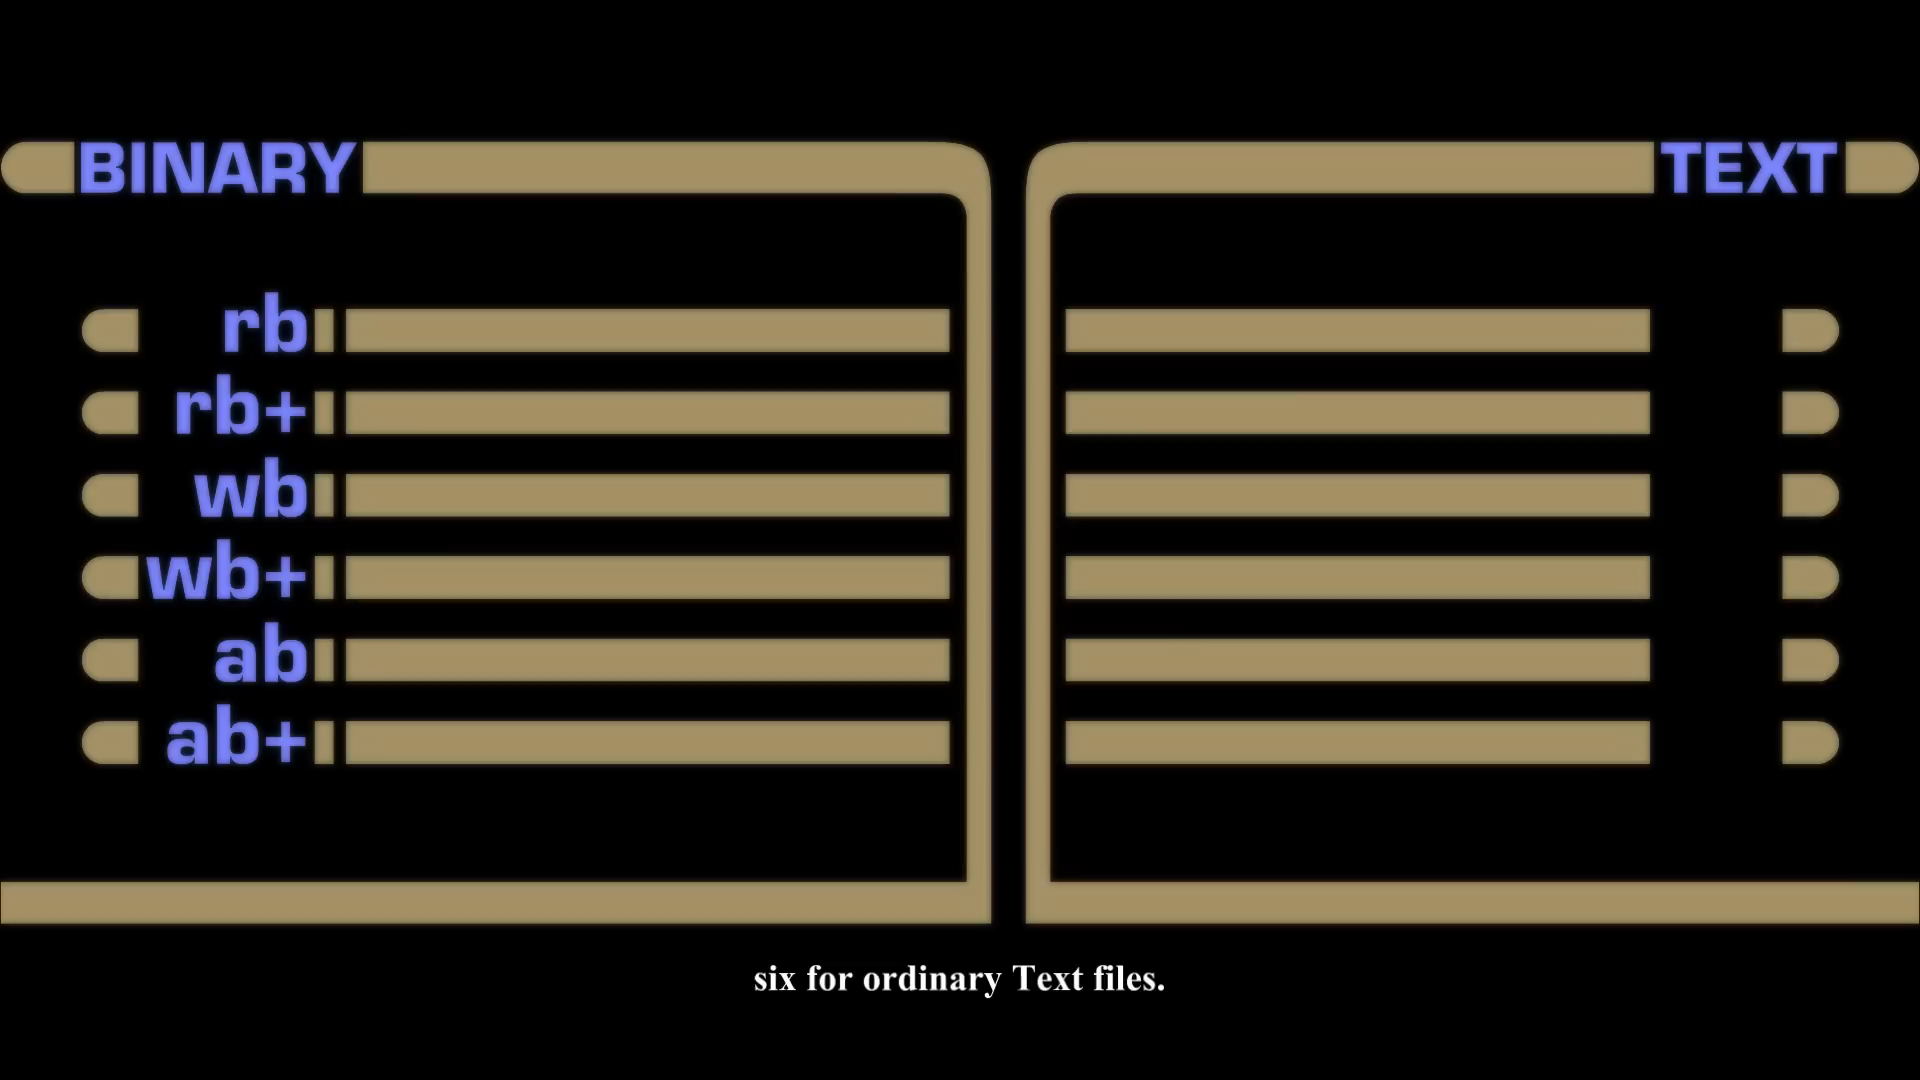 BINARY
TEXT
rb
rb+
wb
wb+
ab
ab+
six for ordinary Text files.